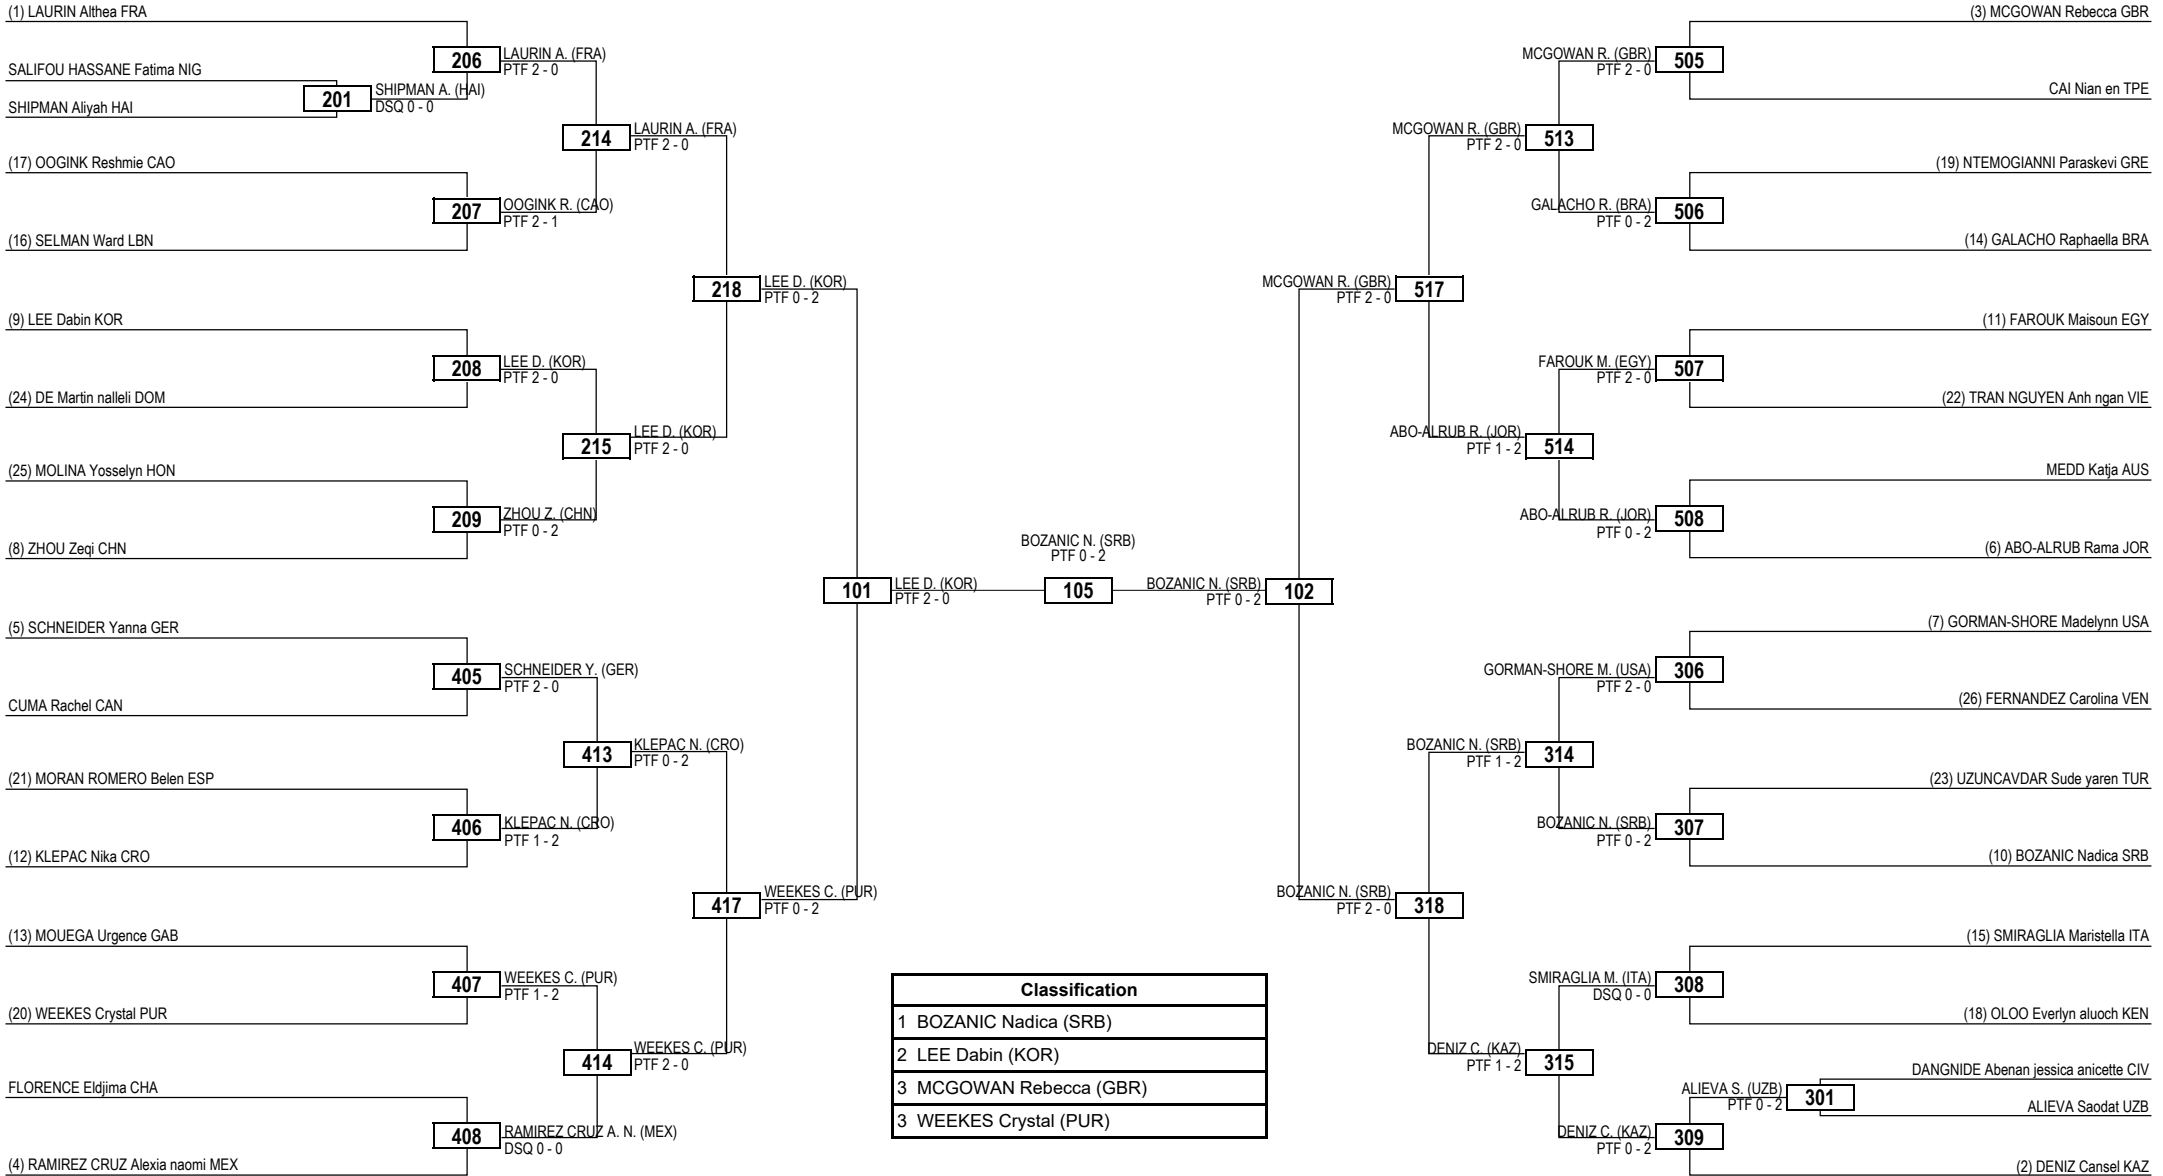 (1) LAURIN Althea FRA
SALIFOU HASSANE Fatima NIG
SHIPMAN Aliyah HAI
(17) OOGINK Reshmie CAO
(16) SELMAN Ward LBN
(9) LEE Dabin KOR
(24) DE Martin nalleli DOM
(25) MOLINA Yosselyn HON
(8) ZHOU Zeqi CHN
(5) SCHNEIDER Yanna GER
CUMA Rachel CAN
(21) MORAN ROMERO Belen ESP
(12) KLEPAC Nika CRO
(13) MOUEGA Urgence GAB
(20) WEEKES Crystal PUR
FLORENCE Eldjima CHA
(4) RAMIREZ CRUZ Alexia naomi MEX
201
SHIPMAN A. (HAI)
DSQ 0 - 0
206
LAURIN A. (FRA)
PTF 2 - 0
207
OOGINK R. (CAO)
PTF 2 - 1
208
LEE D. (KOR)
PTF 2 - 0
209
ZHOU Z. (CHN)
PTF 0 - 2
405
SCHNEIDER Y. (GER)
PTF 2 - 0
406
KLEPAC N. (CRO)
PTF 1 - 2
407
WEEKES C. (PUR)
PTF 1 - 2
408
RAMIREZ CRUZ A. N. (MEX)
DSQ 0 - 0
214
LAURIN A. (FRA)
PTF 2 - 0
215
LEE D. (KOR)
PTF 2 - 0
413
KLEPAC N. (CRO)
PTF 0 - 2
414
WEEKES C. (PUR)
PTF 2 - 0
218
LEE D. (KOR)
PTF 0 - 2
417
WEEKES C. (PUR)
PTF 0 - 2
101
LEE D. (KOR)
PTF 2 - 0
BOZANIC N. (SRB)
PTF 0 - 2
105
BOZANIC N. (SRB)
PTF 0 - 2
102
MCGOWAN R. (GBR)
PTF 2 - 0
517
BOZANIC N. (SRB)
PTF 2 - 0
318
MCGOWAN R. (GBR)
PTF 2 - 0
513
ABO-ALRUB R. (JOR)
PTF 1 - 2
514
BOZANIC N. (SRB)
PTF 1 - 2
314
DENIZ C. (KAZ)
PTF 1 - 2
315
MCGOWAN R. (GBR)
PTF 2 - 0
505
GALACHO R. (BRA)
PTF 0 - 2
506
FAROUK M. (EGY)
PTF 2 - 0
507
ABO-ALRUB R. (JOR)
PTF 0 - 2
508
GORMAN-SHORE M. (USA)
PTF 2 - 0
306
BOZANIC N. (SRB)
PTF 0 - 2
307
SMIRAGLIA M. (ITA)
DSQ 0 - 0
308
DENIZ C. (KAZ)
PTF 0 - 2
309
ALIEVA S. (UZB)
PTF 0 - 2
301
(3) MCGOWAN Rebecca GBR
CAI Nian en TPE
(19) NTEMOGIANNI Paraskevi GRE
(14) GALACHO Raphaella BRA
(11) FAROUK Maisoun EGY
(22) TRAN NGUYEN Anh ngan VIE
MEDD Katja AUS
(6) ABO-ALRUB Rama JOR
(7) GORMAN-SHORE Madelynn USA
(26) FERNANDEZ Carolina VEN
(23) UZUNCAVDAR Sude yaren TUR
(10) BOZANIC Nadica SRB
(15) SMIRAGLIA Maristella ITA
(18) OLOO Everlyn aluoch KEN
DANGNIDE Abenan jessica anicette CIV
ALIEVA Saodat UZB
(2) DENIZ Cansel KAZ
Classification
1 BOZANIC Nadica (SRB)
2 LEE Dabin (KOR)
3 MCGOWAN Rebecca (GBR)
3 WEEKES Crystal (PUR)